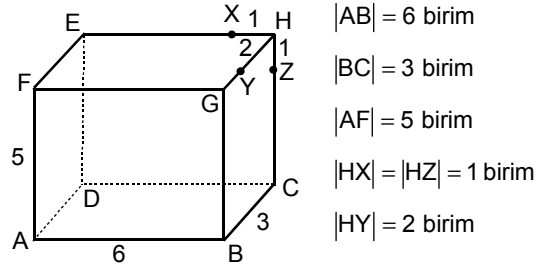 X 1 H
E
2 1
Z
F
Y
G
5
D
C
3
A
6
B
|AB| = 6 birim
|BC| = 3 birim
|AF| = 5 birim
|HX| = |HZ| = 1 birim
|HY| = 2 birim